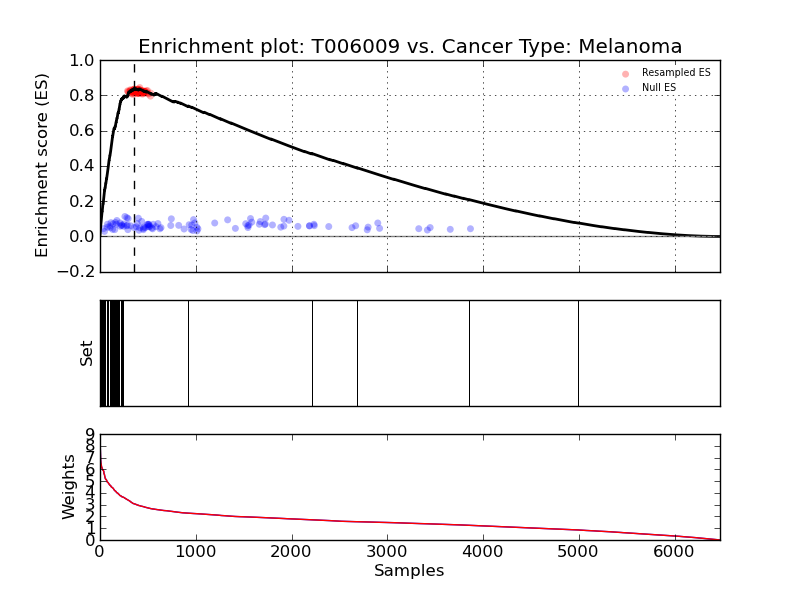 Enrichment plot: T006009 vs. Cancer Type: Melanoma
Enrichment score (ES)
1.0
0.8
0.6
0.4
0.2
0.0
−0.2
Resampled ES
Null ES
Set
Weights
9
8
7
6
5
4
3
2
1
0
0 1000 2000 3000 4000 5000 6000
Samples